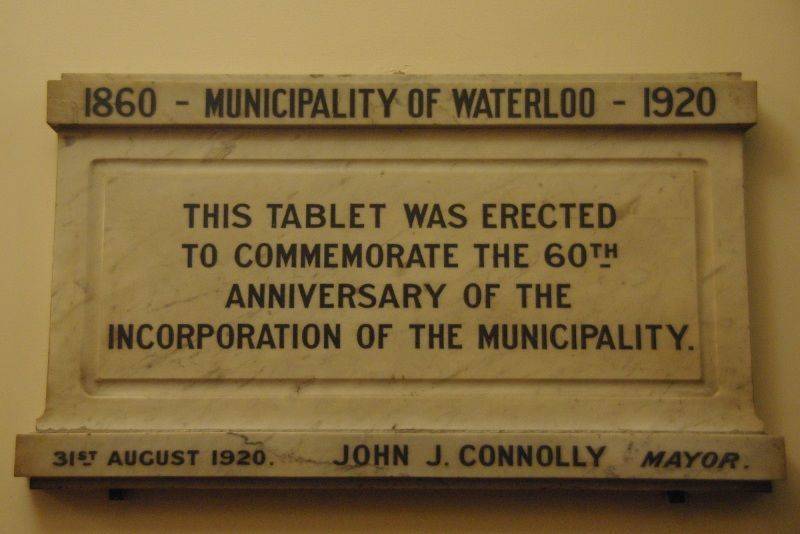 1860 - MUNICIPALITY OF WATERLOO - 1920
THIS TABLET WAS ERECTED
TO COMMEMORATE THE 60TH
ANNIVERSARY OF THE
INCORPORATION OF THE MUNICIPALITY.
31ST AUGUST 1920. JOHN J. CONNOLLY MAYOR.